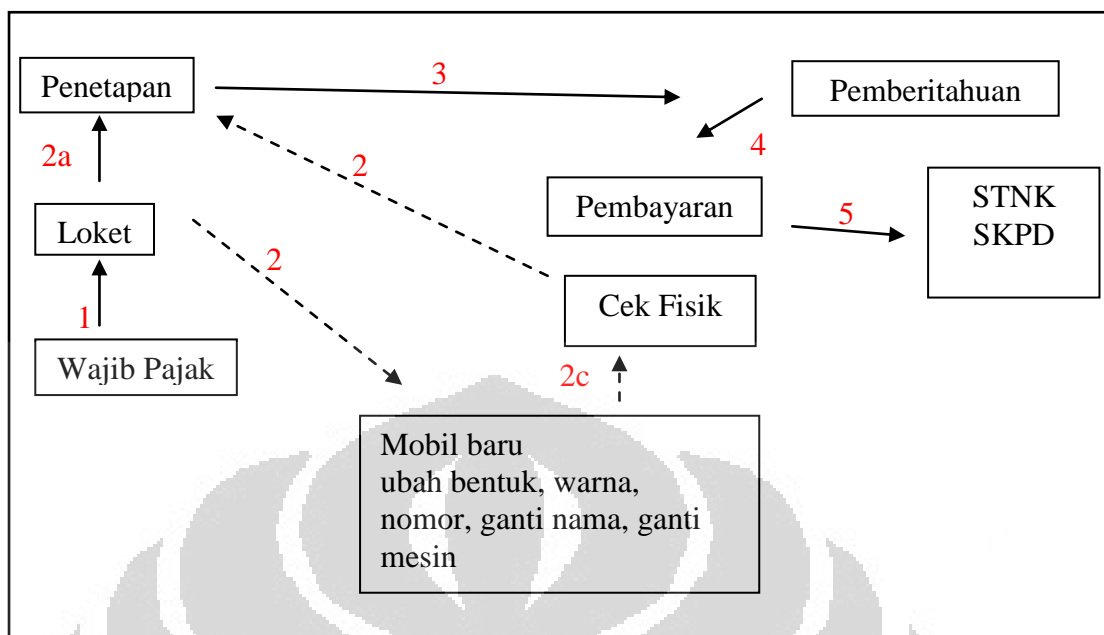 Penetapan
3
Pemberitahuan
2a
2
4
Pembayaran
5
STNK
SKPD
Loket
2
Cek Fisik
1
Wajib Pajak
2c
Mobil baru
ubah bentuk, warna,
nomor, ganti nama, ganti
mesin